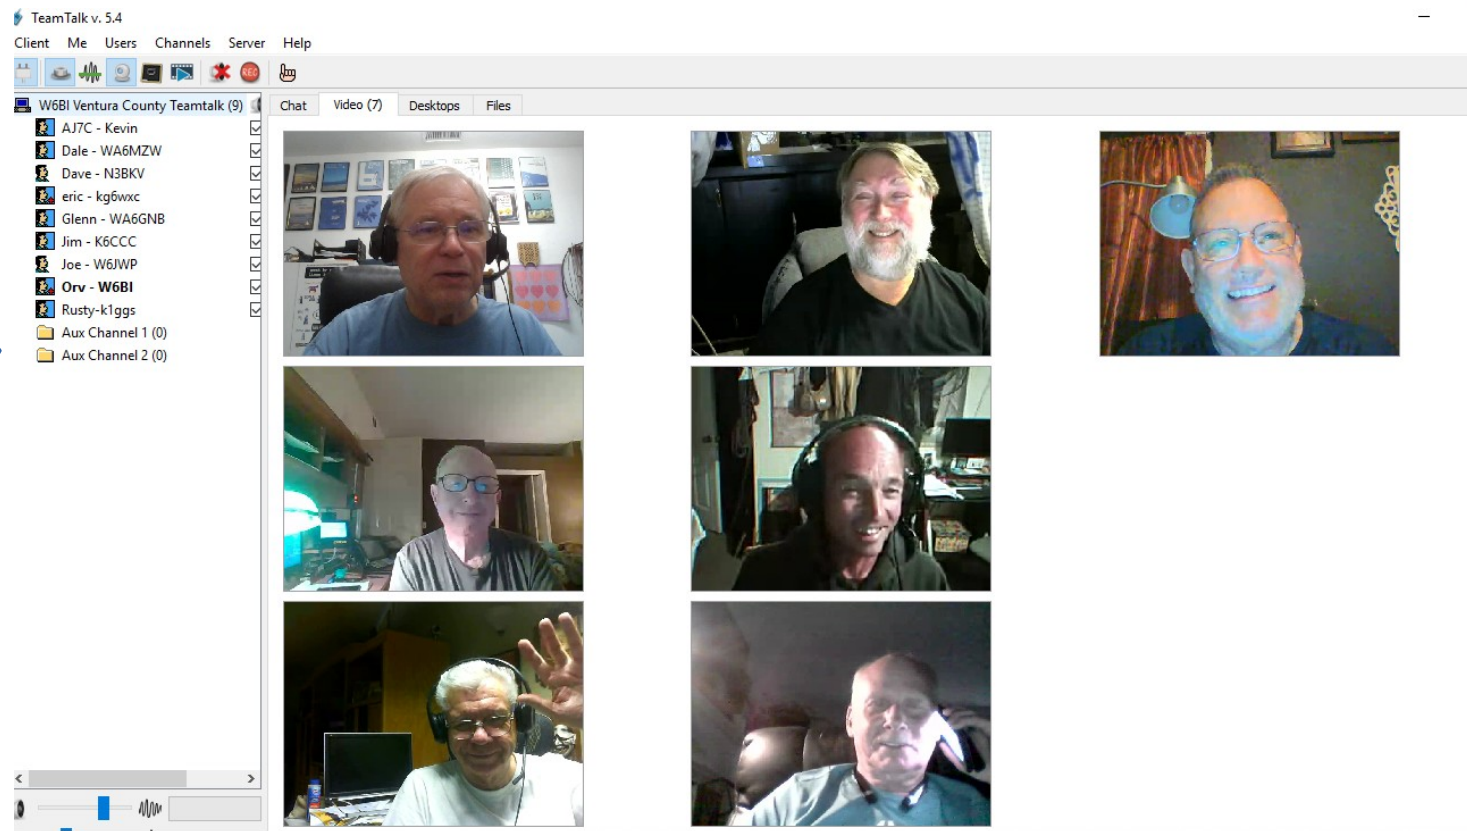 TeamTalk v. 5.4
Client Me Users Channels Server Help
REC
W6BI Ventura County Teamtalk (9)
AJ7C - Kevin
Dale - WA6MZW
Dave - N3BKV
eric - kg6wxc
Glenn - WA6GNB
Jim - K6CCC
Joe - W6JWP
Orv - W6BI
Rusty-k1ggs
Aux Channel 1 (0)
Aux Channel 2 (0)
Chat Video (7) Desktops Files